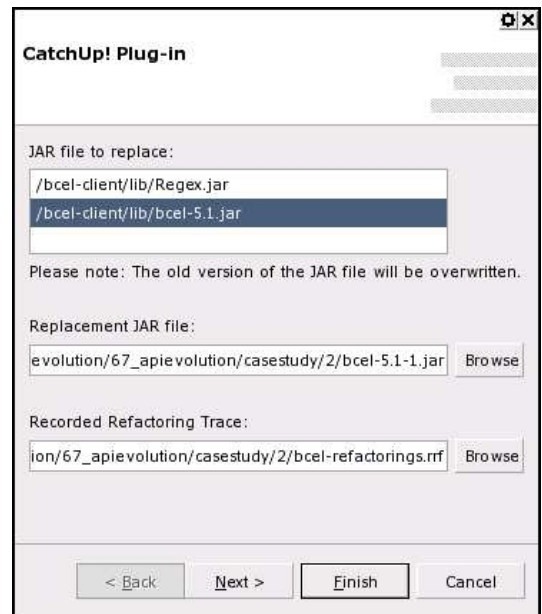 CatchUp! Plug-in
JAR file to replace:
/bcel-client/lib/Regex.jar
/bcel-client/lib/bcel-5.1.jar
Please note: The old version of the JAR file will be overwritten.
Replacement JAR file:
evolution/67_apievolution/casestudy/2/bcel-5.1-1.jar Browse
Recorded Refactoring Trace:
ion/67_apievolution/casestudy/2/bcel-refactorings.rrf Browse
< Back Next > Finish Cancel